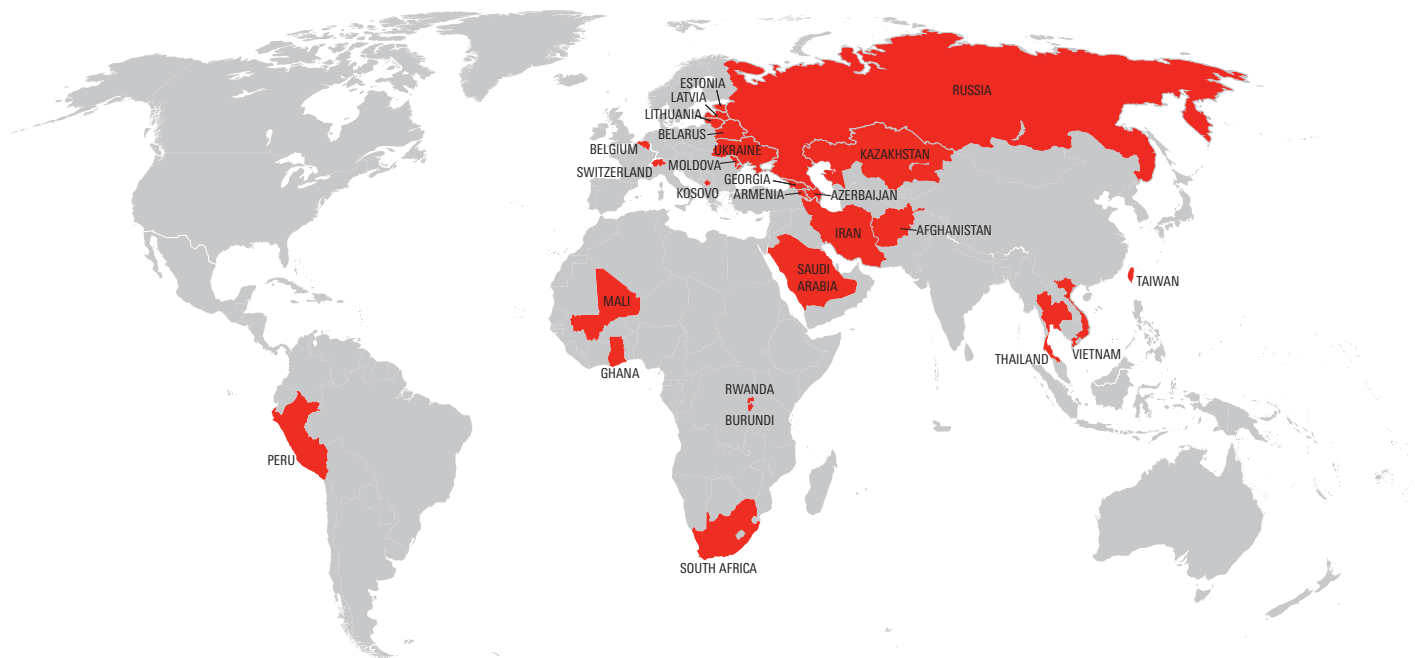 RUSSIA
ESTONIA
LATVIA
LITHUANIA
BELARUS
BELGIUM
UKRAINE
KAZAKHSTAN
SWITZERLAND
MOLDOVA
GEORGIA
KOSOVO
ARMENIA
AZERBAIJAN
IRAN
AFGHANISTAN
SAUDI
ARABIA
TAIWAN
MALI
THAILAND
VIETNAM
GHANA
RWANDA
BURUNDI
PERU
SOUTH AFRICA